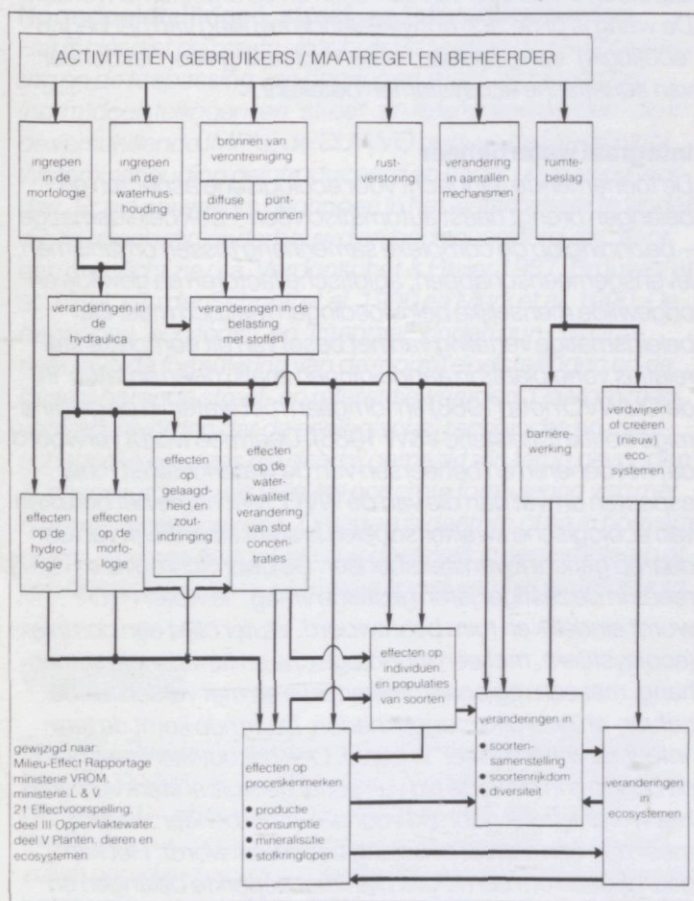 ACTIVITEITEN GEBRUIKERS / MAATREGELEN BEHEERDER
ingrepen
in de
morfologie
ingrepen
in de
waterhuis-
houding
bronnen van
verontreiniging
diffuse
bronnen
punt-
bronnen
rust-
verstoring
verandering
in aantallen
mechanismen
ruimte-
beslag
veranderingen in
de
hydraulica
veranderingen in de
belasting
met stoffen
barrière-
werking
verdwijnen
of creëren
(nieuw)
eco-
systemen
effecten
op de
hydro-
logie
effecten
op de
morfo-
logie
effecten
op
gelaagd-
heid en
zout-
indringing
effecten
op de
water-
kwaliteit
verandering
van stof
concen-
traties
effecten op
individuen
en populaties
van soorten
gewijzigd naar:
Milieu-Effect Rapportage
ministerie VROM,
ministerie L & V
21 Effectvoorspelling,
deel III Oppervlaktewater,
deel V Planten, dieren en
ecosystemen
effecten op
proceskermerken
● productie
● consumptie
● mineralisatie
● stofkringlopen
veranderingen in
● soorten-
samenstelling
● soortenrijkdom
● diversiteit
veranderingen
in
ecosystemen